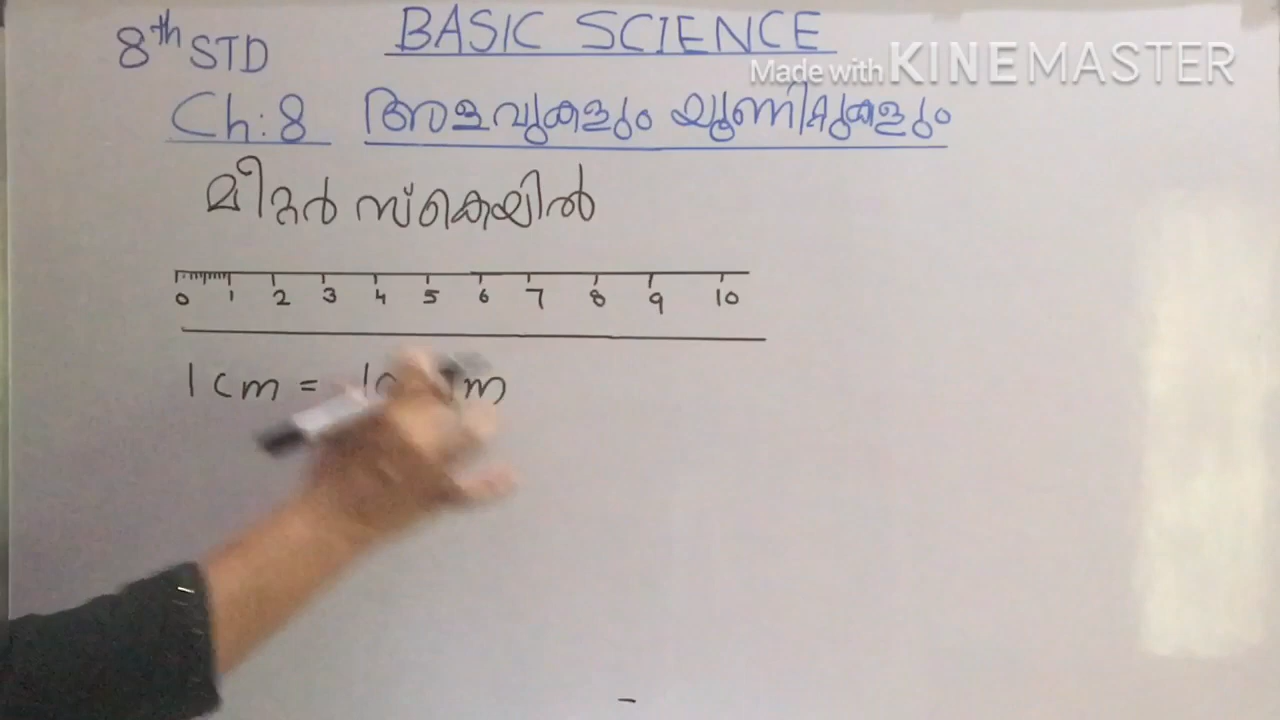 BASIC SCIENCE
8th STD
Made with KINEMASTER
Ch:8 അളവുകളും യൂണിറ്റുകളും
മീറ്റർ സ്കെയിൽ
0 1 2 3 4 5 6 7 8 9 10
1 cm =